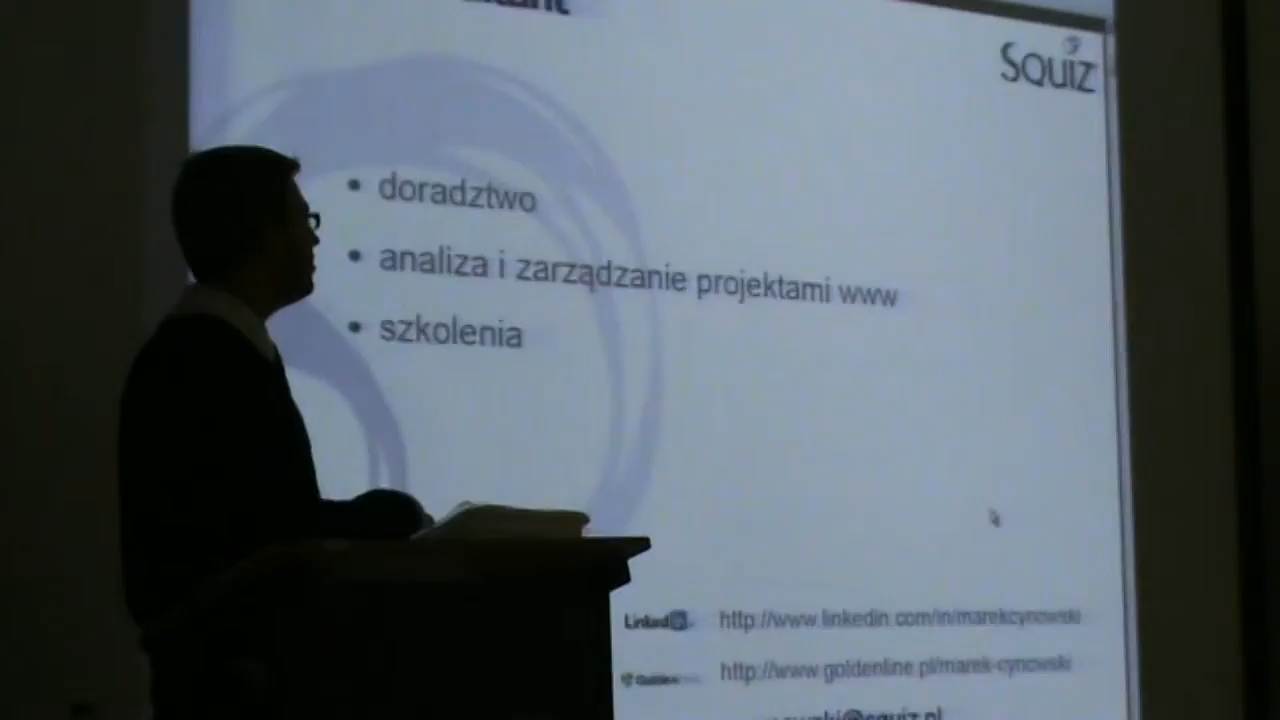 Squiz
• doradztwo
• analiza i zarządzanie projektami www
• szkolenia
Linkedin http://www.linkedin.com/in/marekcynowski
http://www.goldenline.pl/marek-cynowski